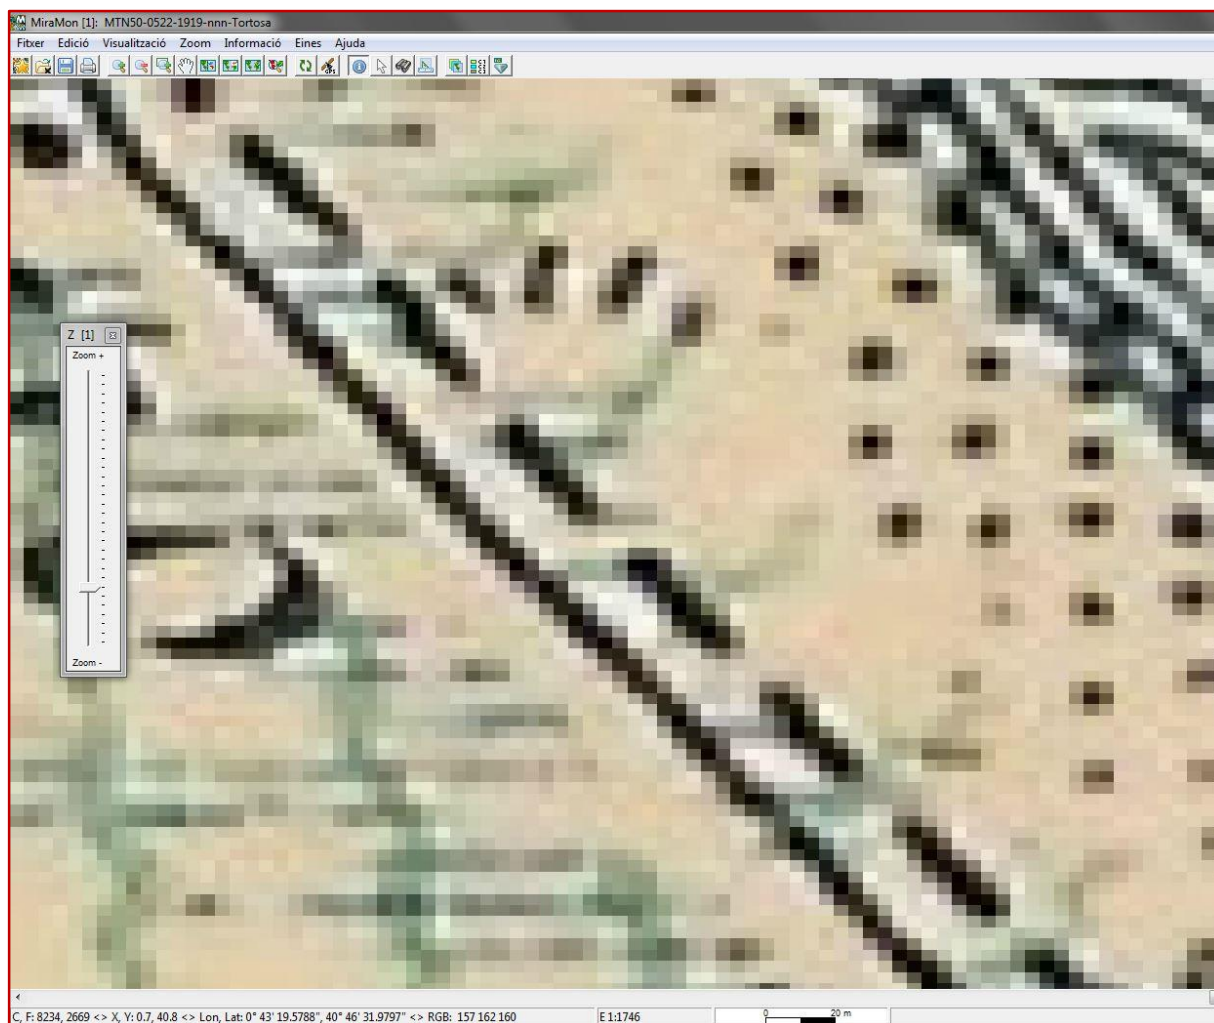 MiraMon [1]: MTN50-0522-1919-nnn-Tortosa
Fitxer Edició Visualització Zoom Informació Eines Ajuda
Z [1]
Zoom +
Zoom -
C, F: 8234, 2669 <> X, Y: 0.7, 40.8 <> Lon, Lat: 0° 43' 19.5788", 40° 46' 31.9797" <> RGB: 157 162 160 E 1:1746 0 20 m